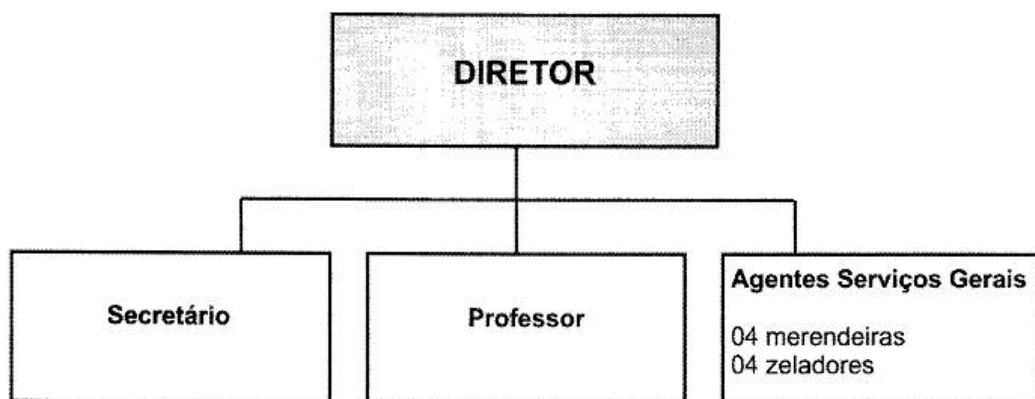 DIRETOR
Secretário
Professor
Agentes Serviços Gerais
04 merendeiras
04 zeladores